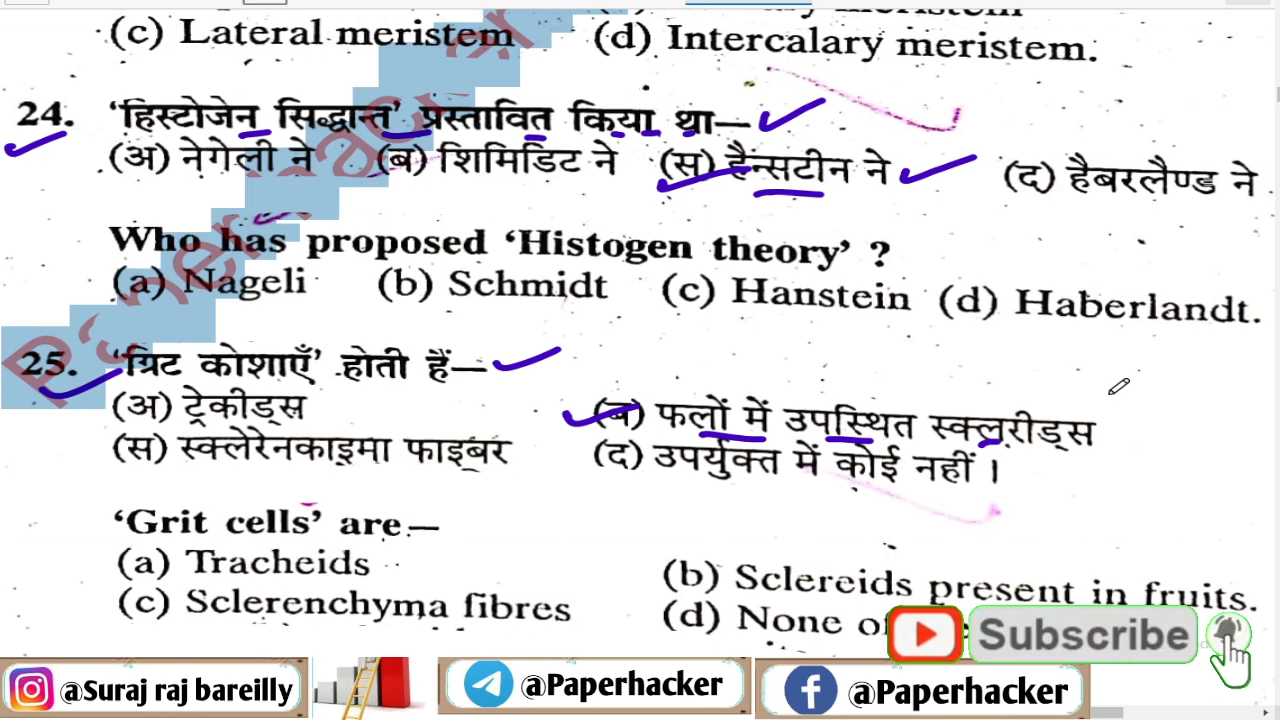 (c) Lateral meristem (d) Intercalary meristem.
24. 'हिस्टोजेन सिद्धान्त' प्रस्तावित किया था—
(अ) नेगेली ने (ब) शिमिडिट ने (स) हैन्सटीन ने (द) हैबरलैण्ड ने
Who has proposed 'Histogen theory' ?
(a) Nageli (b) Schmidt (c) Hanstein (d) Haberlandt.
25. 'ग्रिट कोशाएँ' होती हैं—
(अ) ट्रेकीड्स (ब) फलों में उपस्थित स्क्लरीड्स
(स) स्क्लेरेनकाइमा फाइबर (द) उपर्युक्त में कोई नहीं ।
'Grit cells' are—
(a) Tracheids (b) Sclereids present in fruits.
(c) Sclerenchyma fibres (d) None of
Subscribe
@Suraj raj bareilly @Paperhacker @Paperhacker